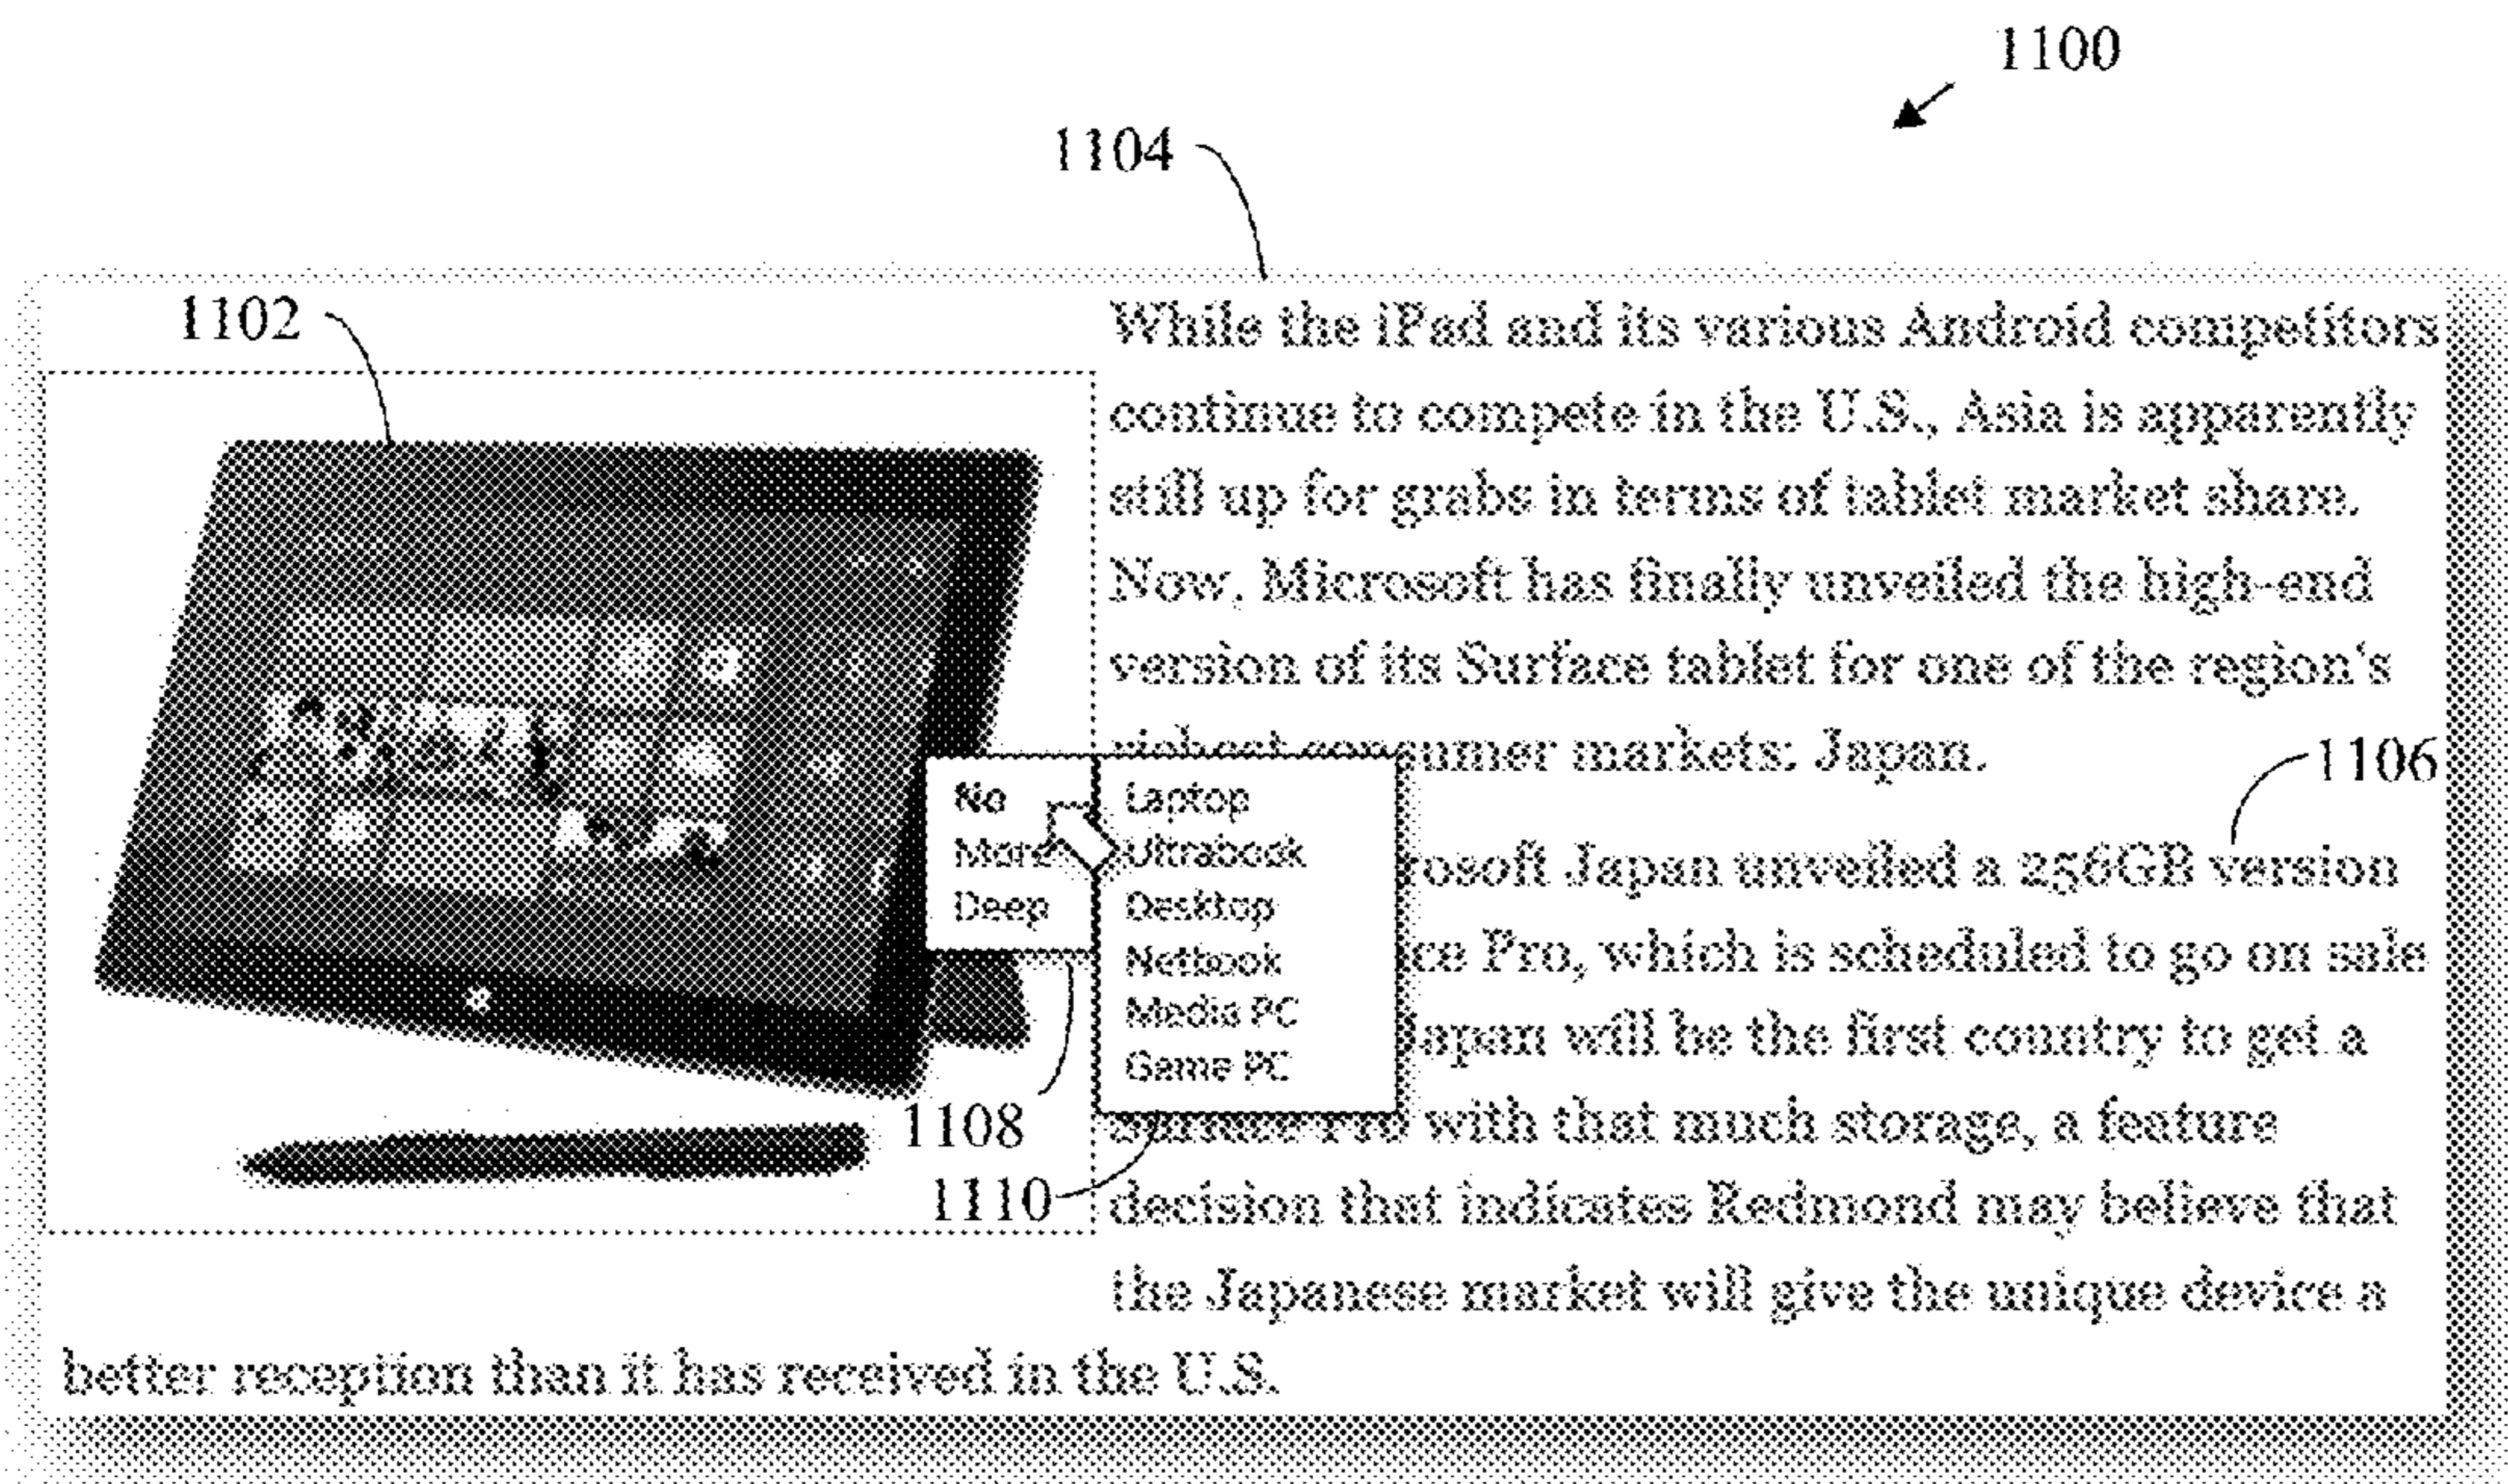 1100
1104
1102
While the iPad and its various Android competitors
continue to compete in the U.S., Asia is apparently
still up for grabs in terms of tablet market share.
Now, Microsoft has finally unveiled the high-end
version of its Surface tablet for one of the region's
richest consumer markets: Japan.
1106
No
More
Deep
Laptop
Ultrabook
Desktop
Netbook
Media PC
Game PC
rosoft Japan unveiled a 256GB version
ce Pro, which is scheduled to go on sale
Japan will be the first country to get a
1108
Surface Pro with that much storage, a feature
1110
decision that indicates Redmond may believe that
the Japanese market will give the unique device a
better reception than it has received in the U.S.